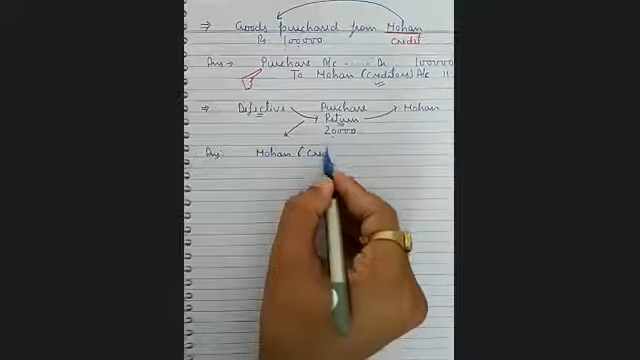 ⇒ Goods purchased from Mohan
Rs. 100000 credit
Ans ⇒ Purchase A/c ..... Dr. 100000
To Mohan (creditors) A/c "
⇒ Defective Purchase → Mohan
Return
20000
Ans: Mohan (Cred